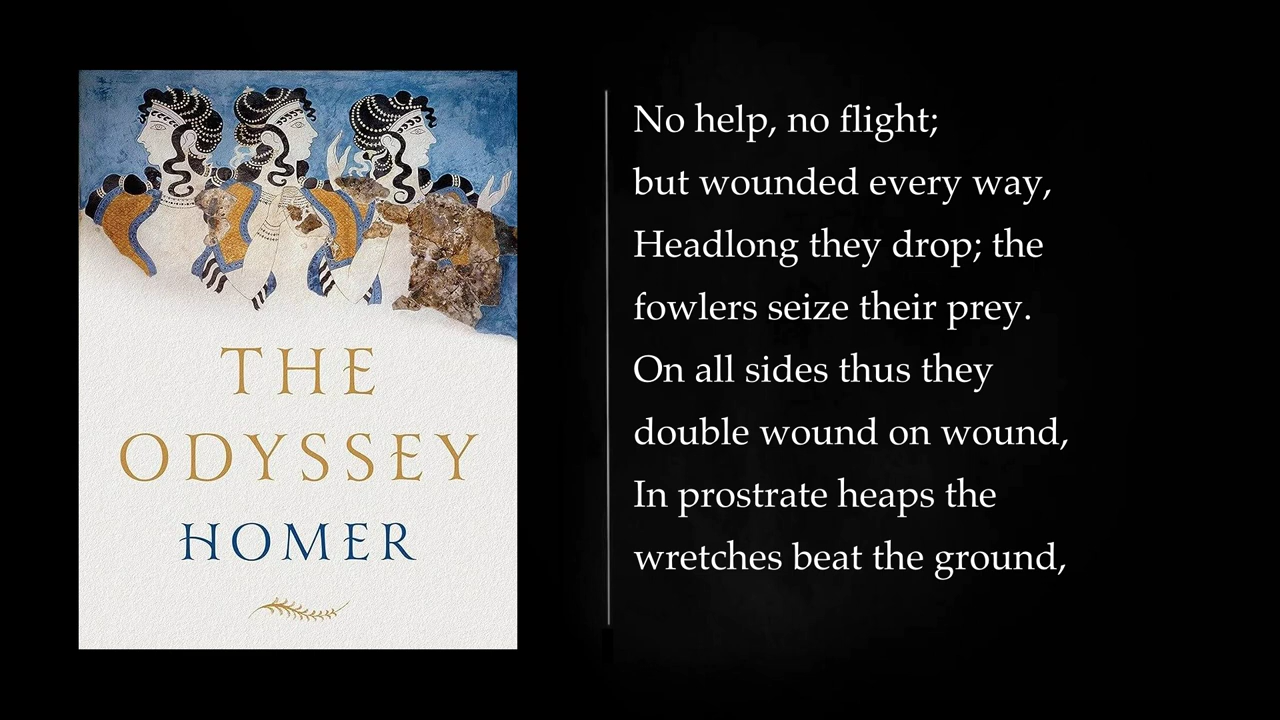 THE
ODYSSEY
HOMER
No help, no flight;
but wounded every way,
Headlong they drop; the
fowlers seize their prey.
On all sides thus they
double wound on wound,
In prostrate heaps the
wretches beat the ground,